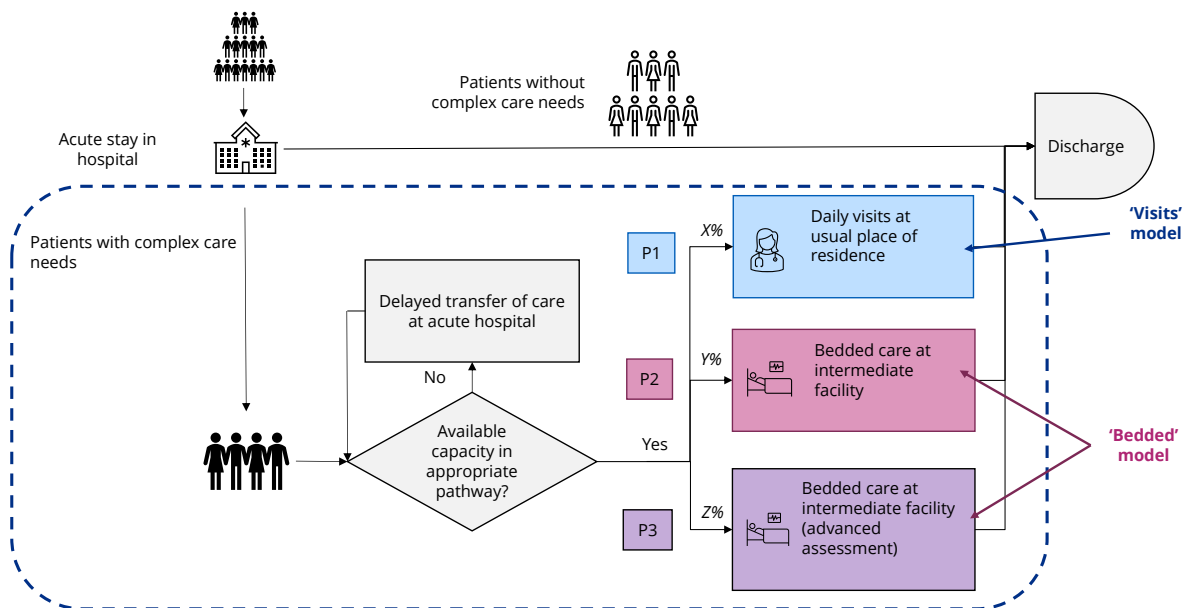 Patients without
complex care needs
Acute stay in
hospital
Discharge
Patients with complex care
needs
Delayed transfer of care
at acute hospital
No
Available
capacity in
appropriate
pathway?
Yes
P1
X%
Daily visits at
usual place of
residence
'Visits'
model
P2
Y%
Bedded care at
intermediate
facility
'Bedded'
model
P3
Z%
Bedded care at
intermediate facility
(advanced
assessment)